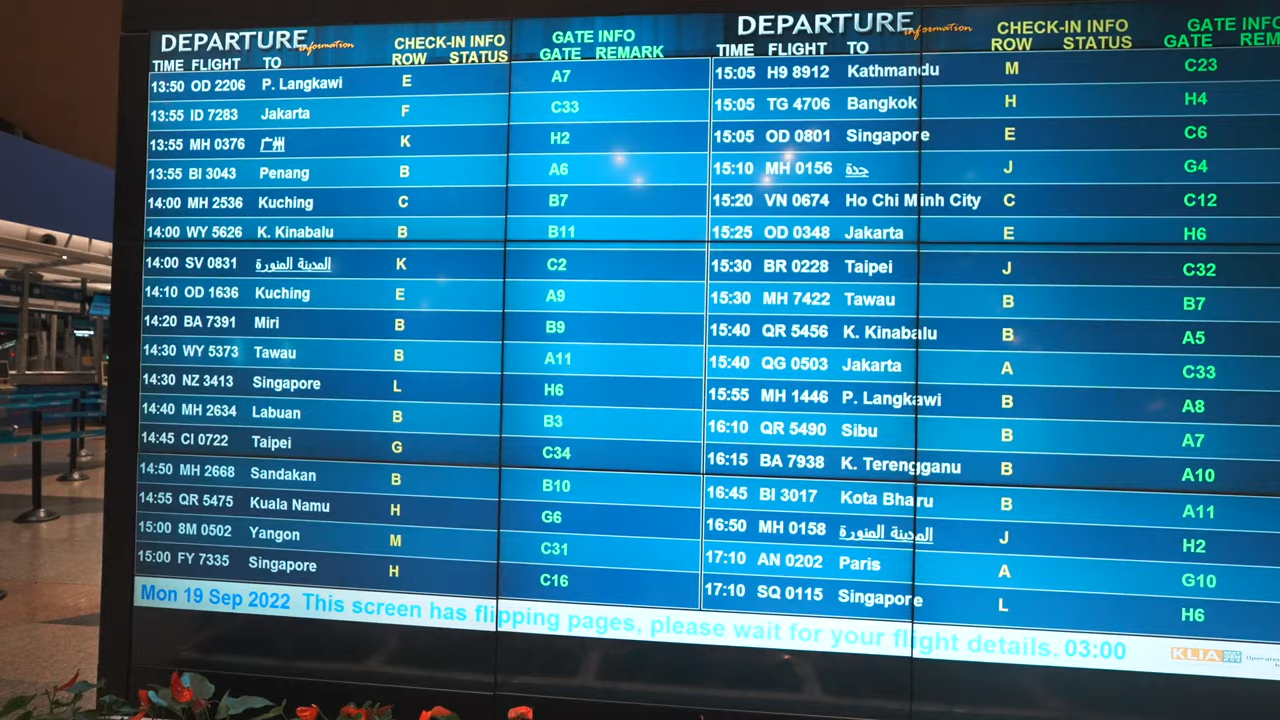 DEPARTURE information CHECK-IN INFO GATE INFO
TIME FLIGHT TO ROW STATUS GATE REMARK
13:50 OD 2206 P. Langkawi E A7
13:55 ID 7283 Jakarta F C33
13:55 MH 0376 广州 K H2
13:55 BI 3043 Penang B A6
14:00 MH 2536 Kuching C B7
14:00 WY 5626 K. Kinabalu B B11
14:00 SV 0831 المدينة المنورة K C2
14:10 OD 1636 Kuching E A9
14:20 BA 7391 Miri B B9
14:30 WY 5373 Tawau B A11
14:30 NZ 3413 Singapore L H6
14:40 MH 2634 Labuan B B3
14:45 CI 0722 Taipei G C34
14:50 MH 2668 Sandakan B B10
14:55 QR 5475 Kuala Namu H G6
15:00 8M 0502 Yangon M C31
15:00 FY 7335 Singapore H C16
DEPARTURE information CHECK-IN INFO GATE INFO
TIME FLIGHT TO ROW STATUS GATE REM
15:05 H9 8912 Kathmandu M C23
15:05 TG 4706 Bangkok H H4
15:05 OD 0801 Singapore E C6
15:10 MH 0156 جدة J G4
15:20 VN 0674 Ho Chi Minh City C C12
15:25 OD 0348 Jakarta E H6
15:30 BR 0228 Taipei J C32
15:30 MH 7422 Tawau B B7
15:40 QR 5456 K. Kinabalu B A5
15:40 QG 0503 Jakarta A C33
15:55 MH 1446 P. Langkawi B A8
16:10 QR 5490 Sibu B A7
16:15 BA 7938 K. Terengganu B A10
16:45 BI 3017 Kota Bharu B A11
16:50 MH 0158 المدينة المنورة J H2
17:10 AN 0202 Paris A G10
17:10 SQ 0115 Singapore L H6
Mon 19 Sep 2022 This screen has flipping pages, please wait for your flight details. 03:00
KLIA Operated